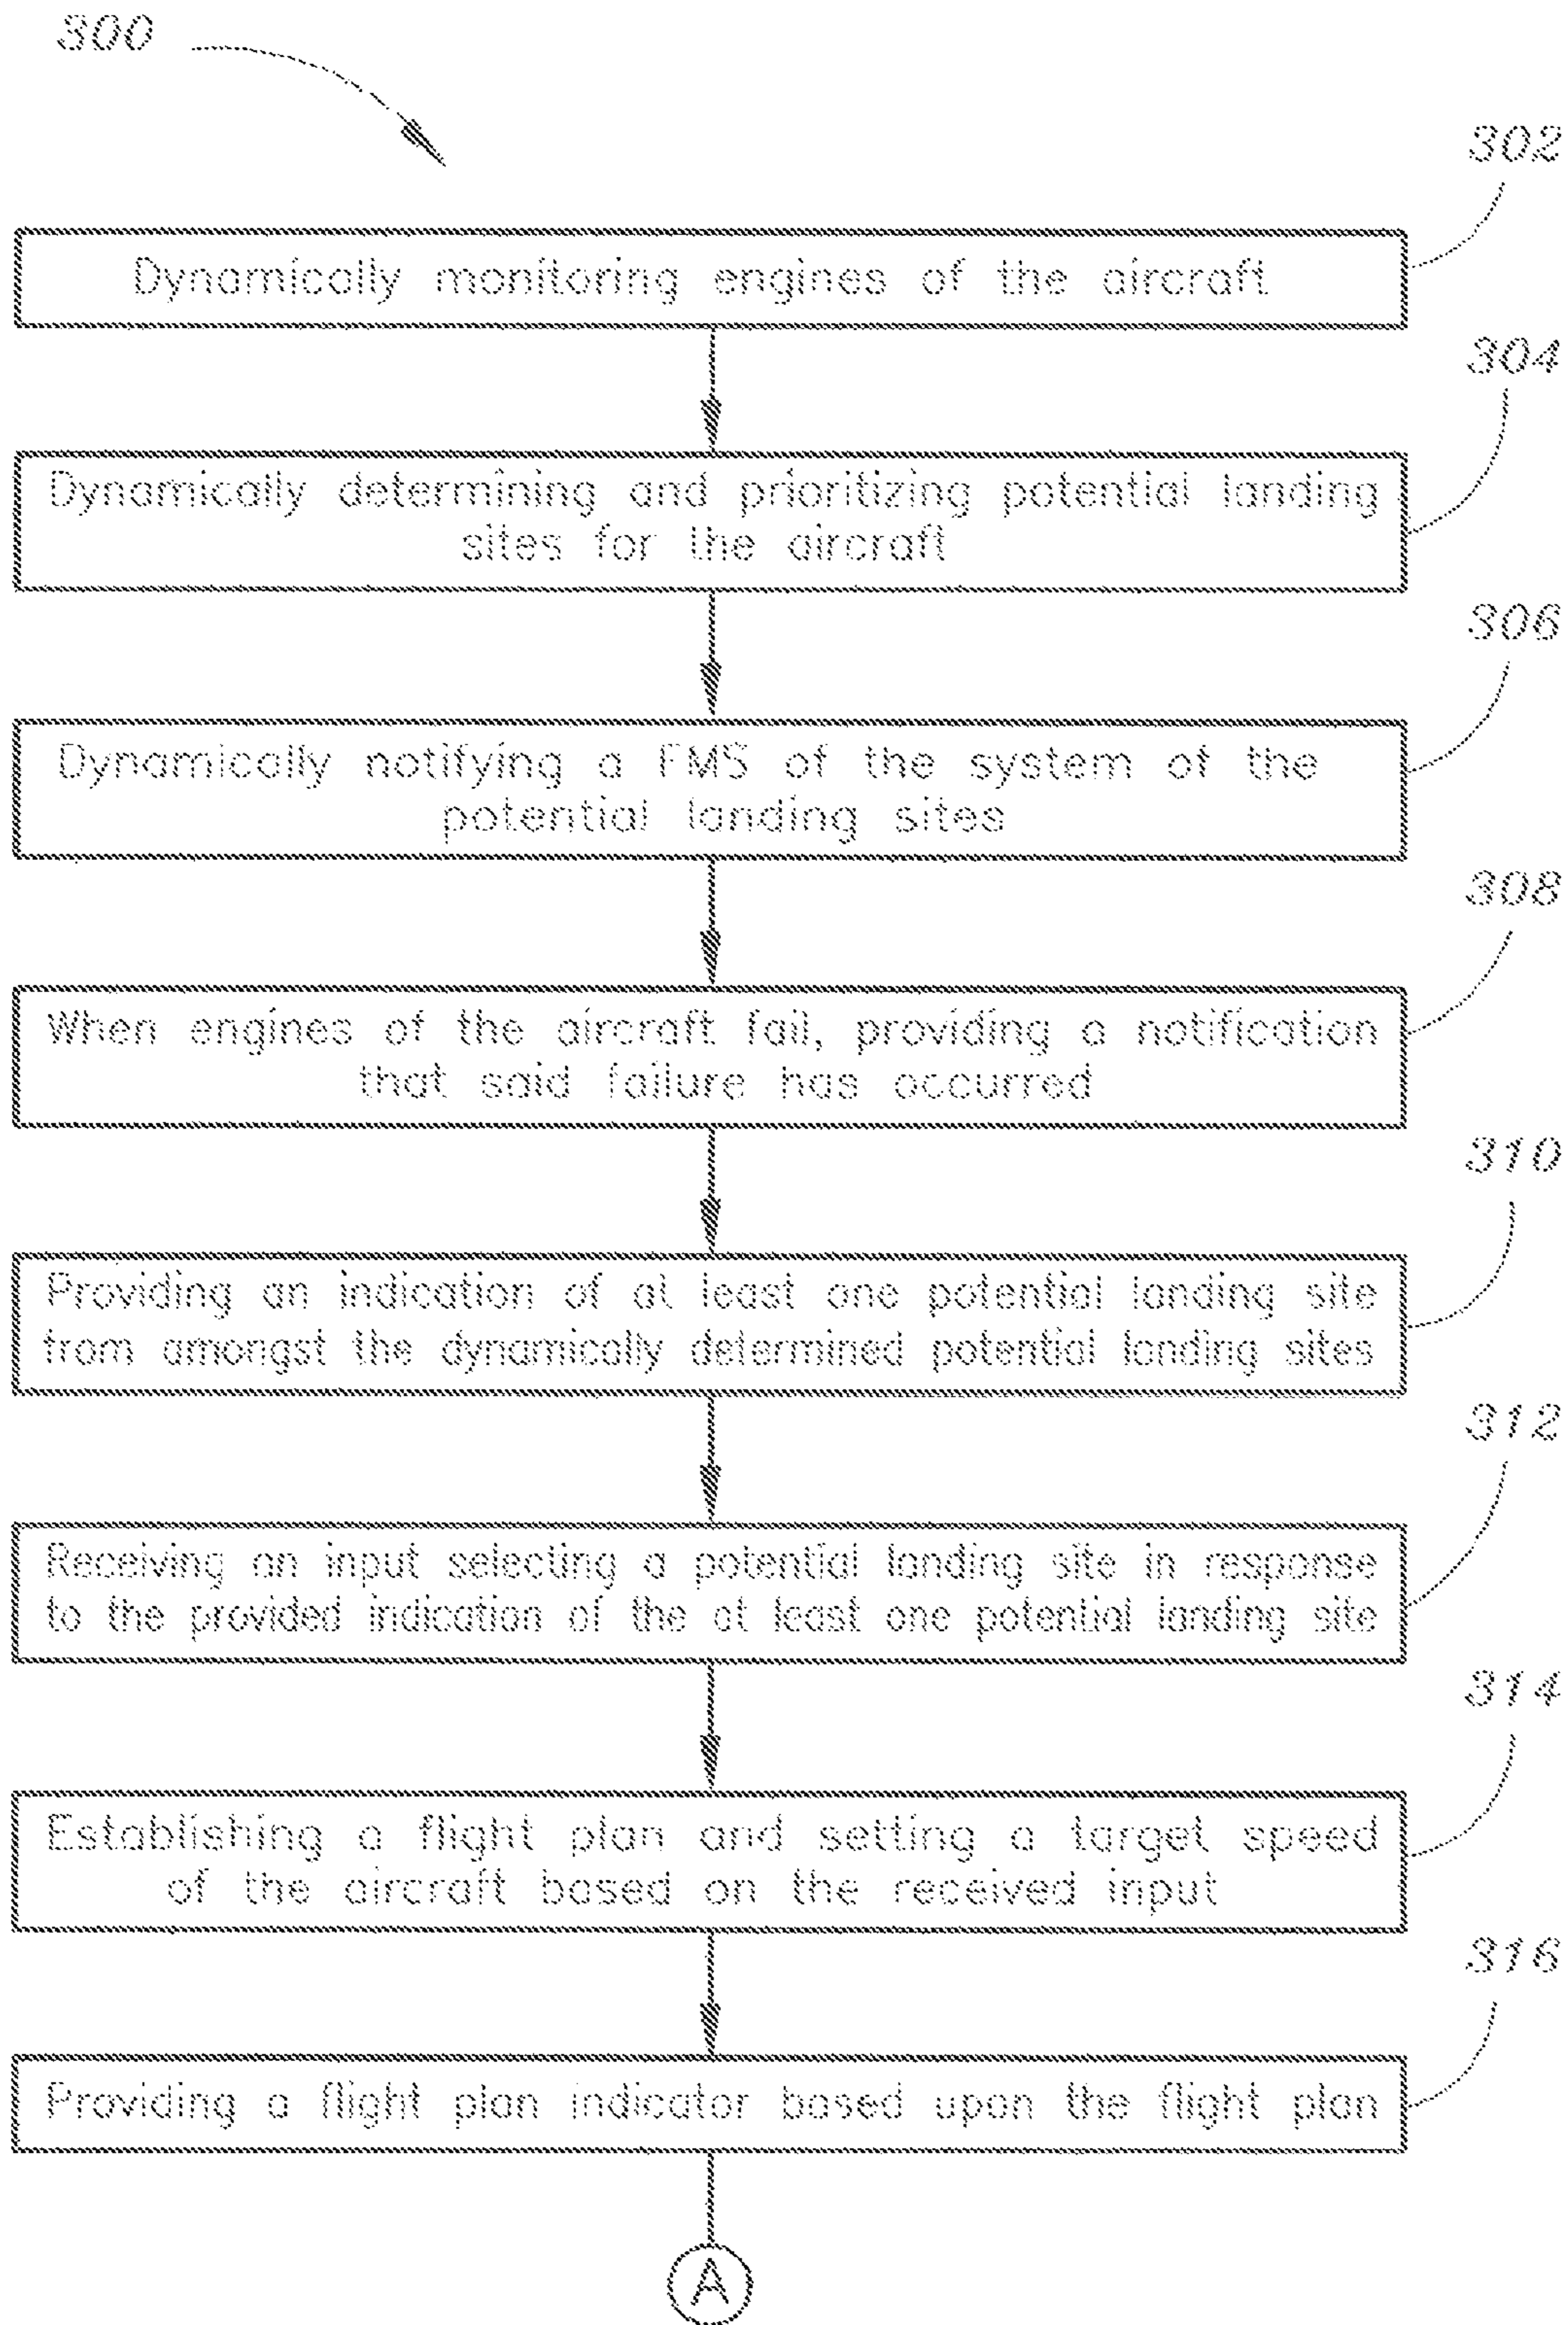 300
302
Dynamically monitoring engines of the aircraft
304
Dynamically determining and prioritizing potential landing
sites for the aircraft
306
Dynamically notifying a FMS of the system of the
potential landing sites
308
When engines of the aircraft fail, providing a notification
that said failure has occurred
310
Providing an indication of at least one potential landing site
from amongst the dynamically determined potential landing sites
312
Receiving an input selecting a potential landing site in response
to the provided indication of the at least one potential landing site
314
Establishing a flight plan and setting a target speed
of the aircraft based on the received input
316
Providing a flight plan indicator based upon the flight plan
A